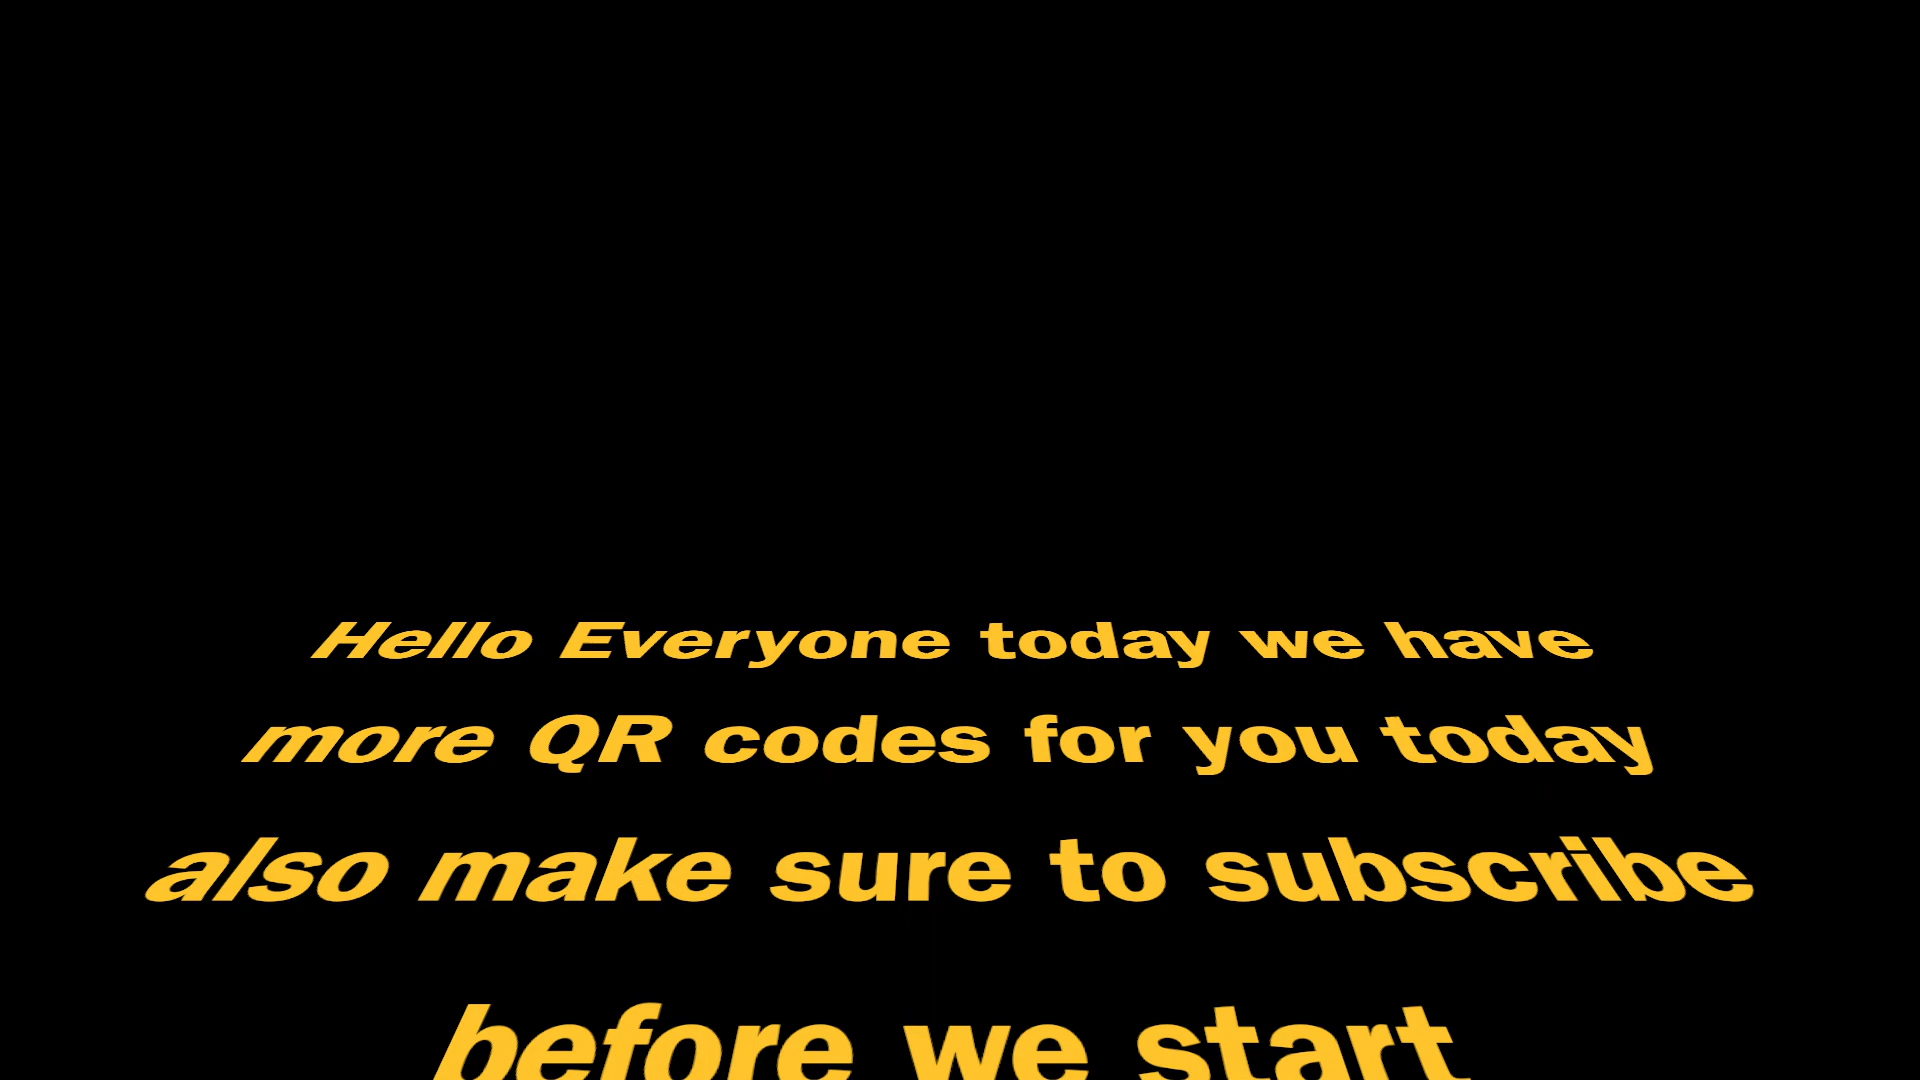 Hello Everyone today we have
more QR codes for you today
also make sure to subscribe
before we start